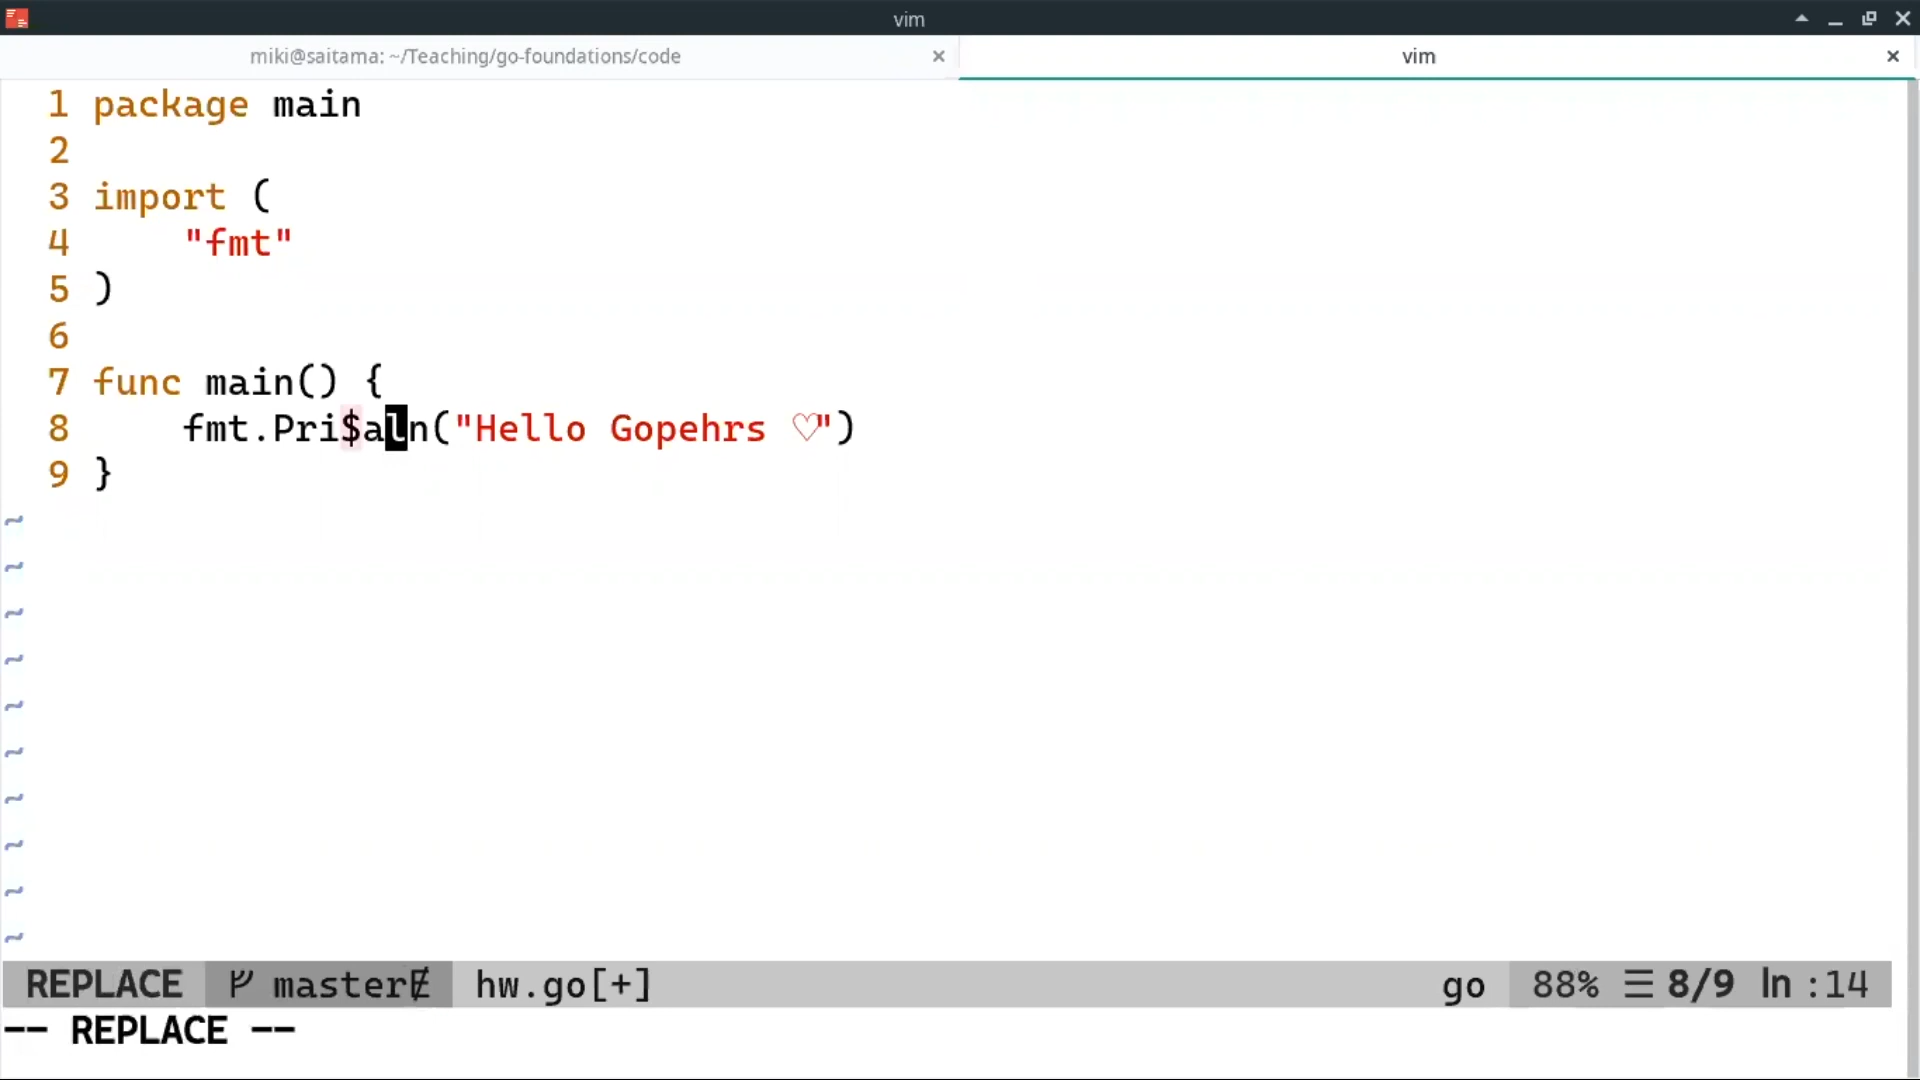 vim
miki@saitama: ~/Teaching/go-foundations/code × vim ×
1 package main
2
3 import (
4     "fmt"
5 )
6
7 func main() {
8     fmt.Pri$aln("Hello Gopehrs ♡")
9 }
~
~
~
~
~
~
~
~
~
~
REPLACE master hw.go[+] go 88% ☰ 8/9 ln :14
-- REPLACE --